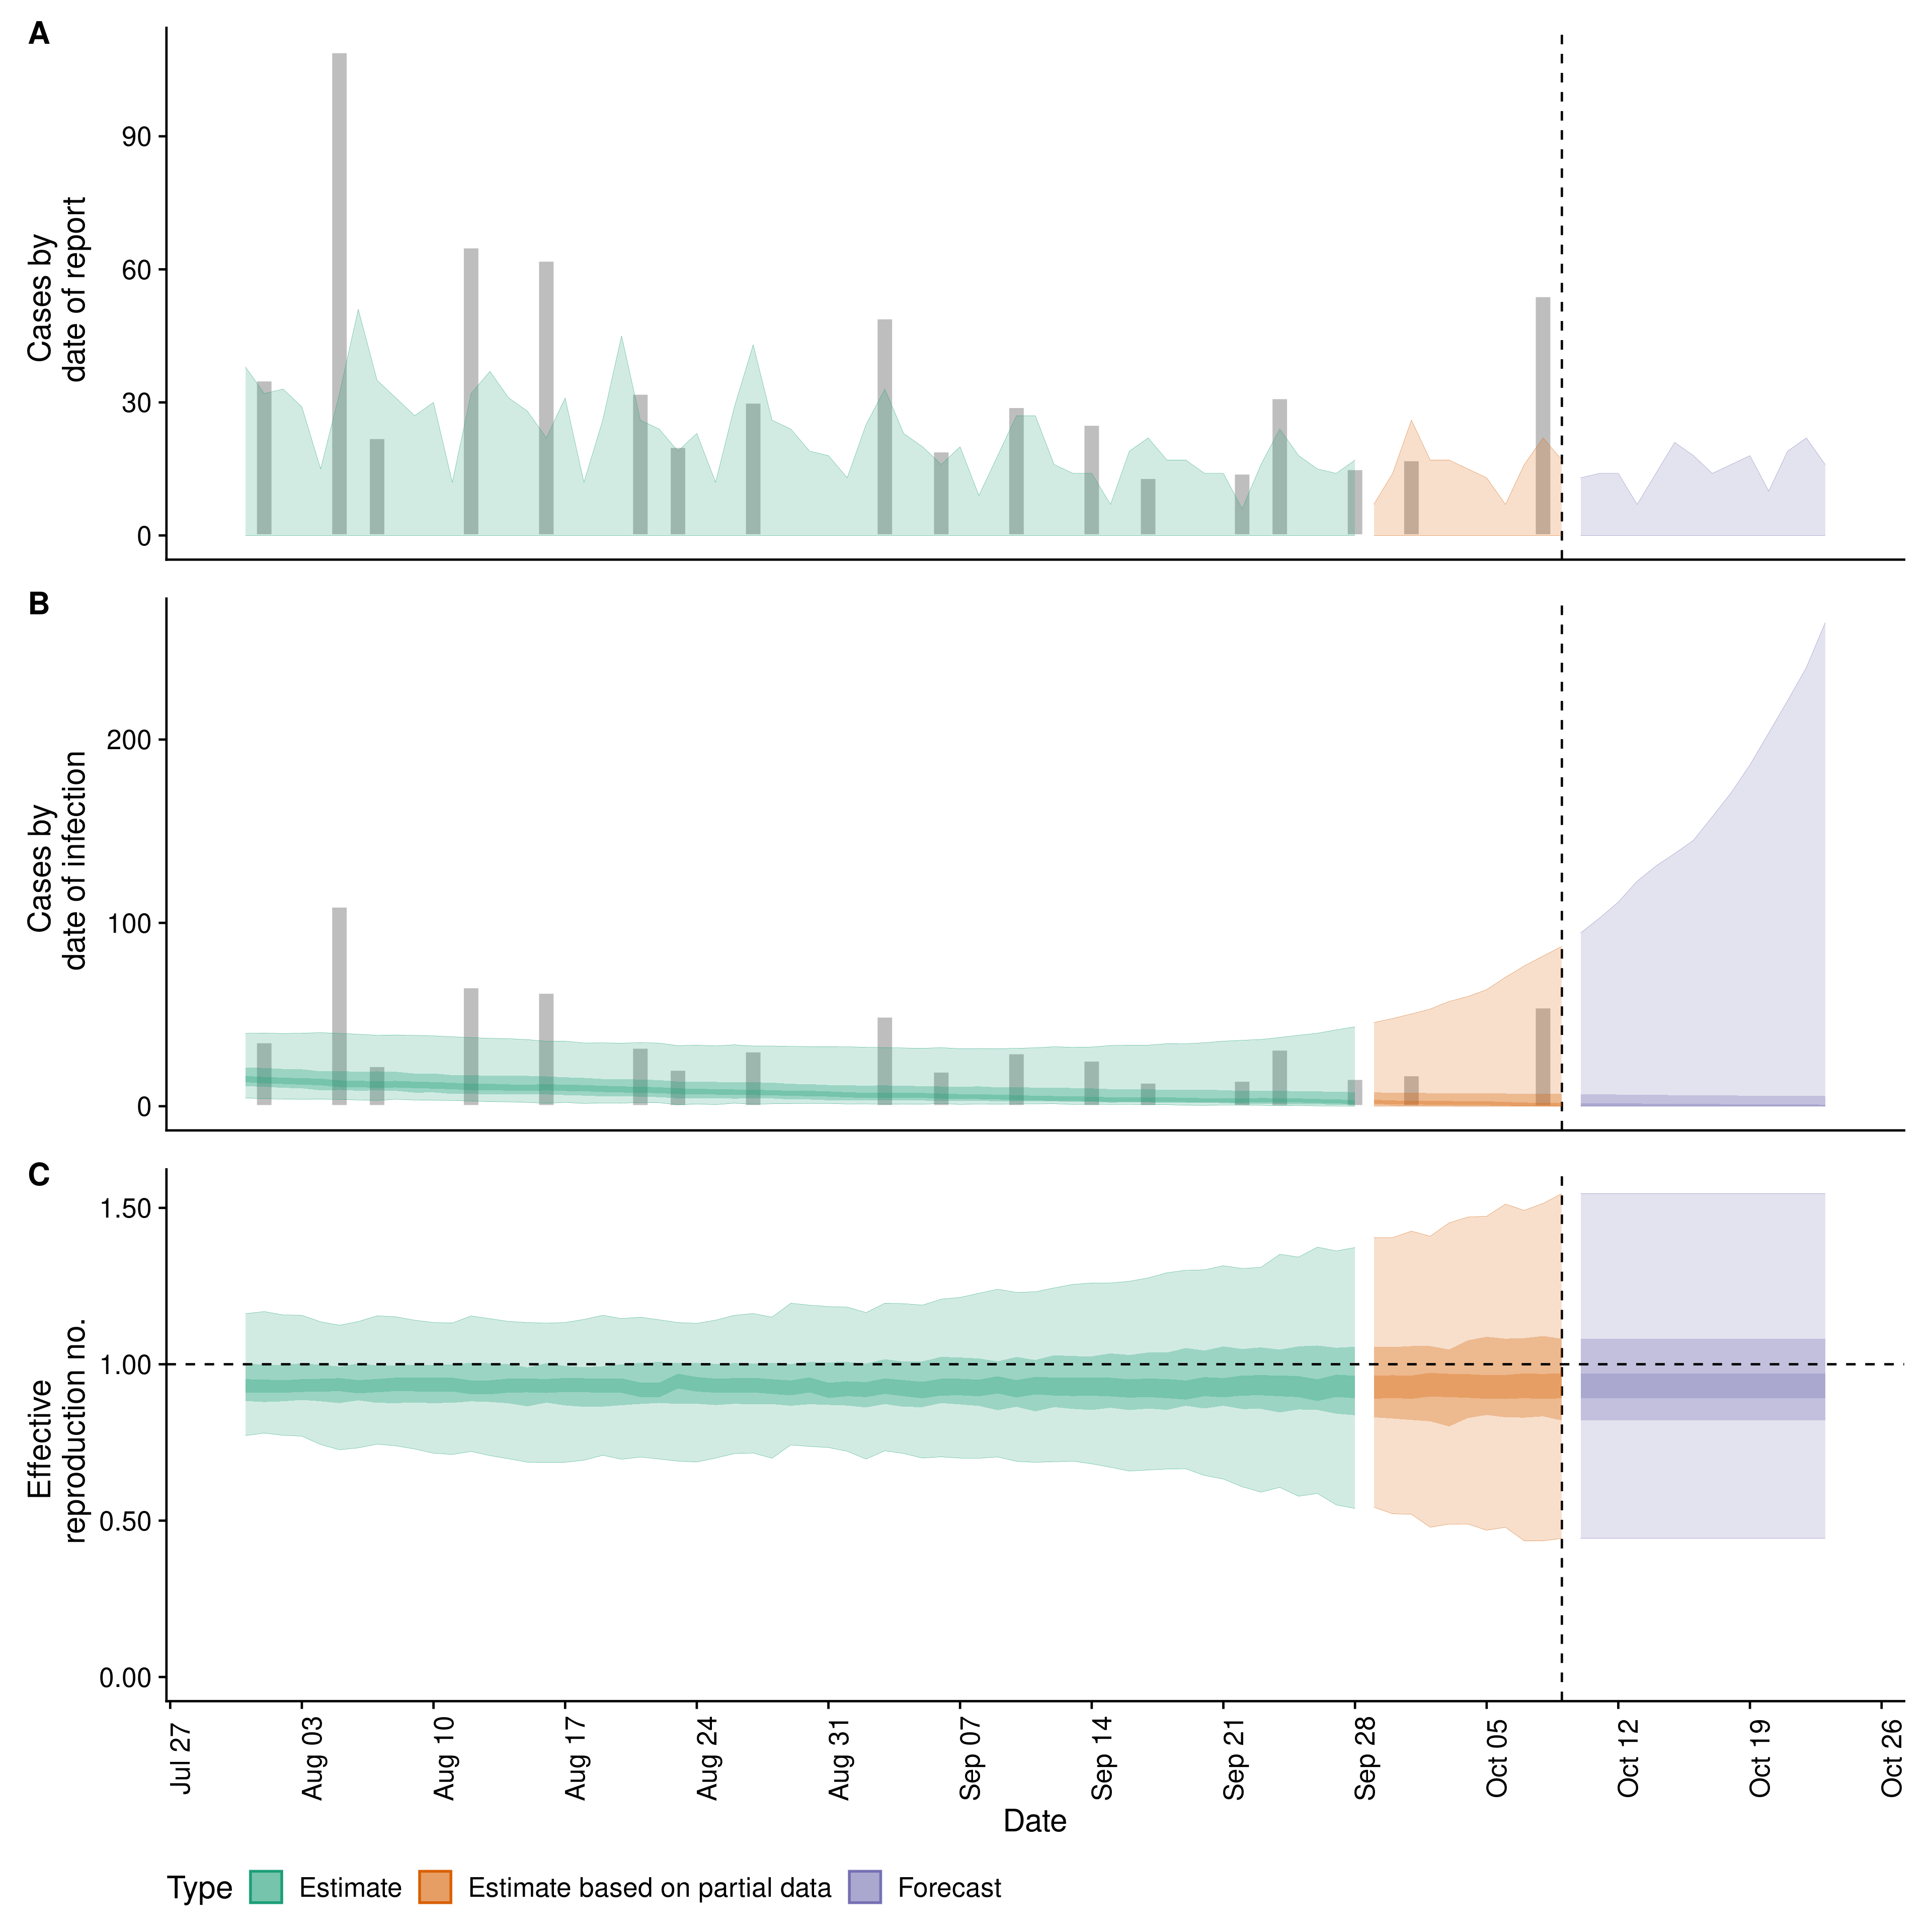 A
Cases by
date of report
90
60
30
0
B
Cases by
date of infection
200
100
0
C
Effective
reproduction no.
1.50
1.00
0.50
0.00
Jul 27
Aug 03
Aug 10
Aug 17
Aug 24
Aug 31
Sep 07
Sep 14
Sep 21
Sep 28
Oct 05
Oct 12
Oct 19
Oct 26
Date
Type Estimate Estimate based on partial data Forecast